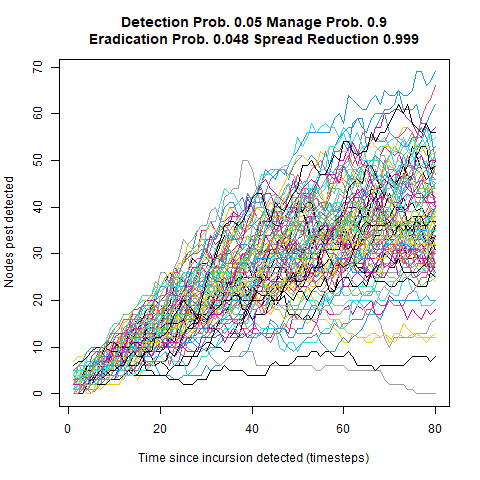 Detection Prob. 0.05 Manage Prob. 0.9
Eradication Prob. 0.048 Spread Reduction 0.999
Nodes pest detected
70
60
50
40
30
20
10
0
0 20 40 60 80
Time since incursion detected (timesteps)